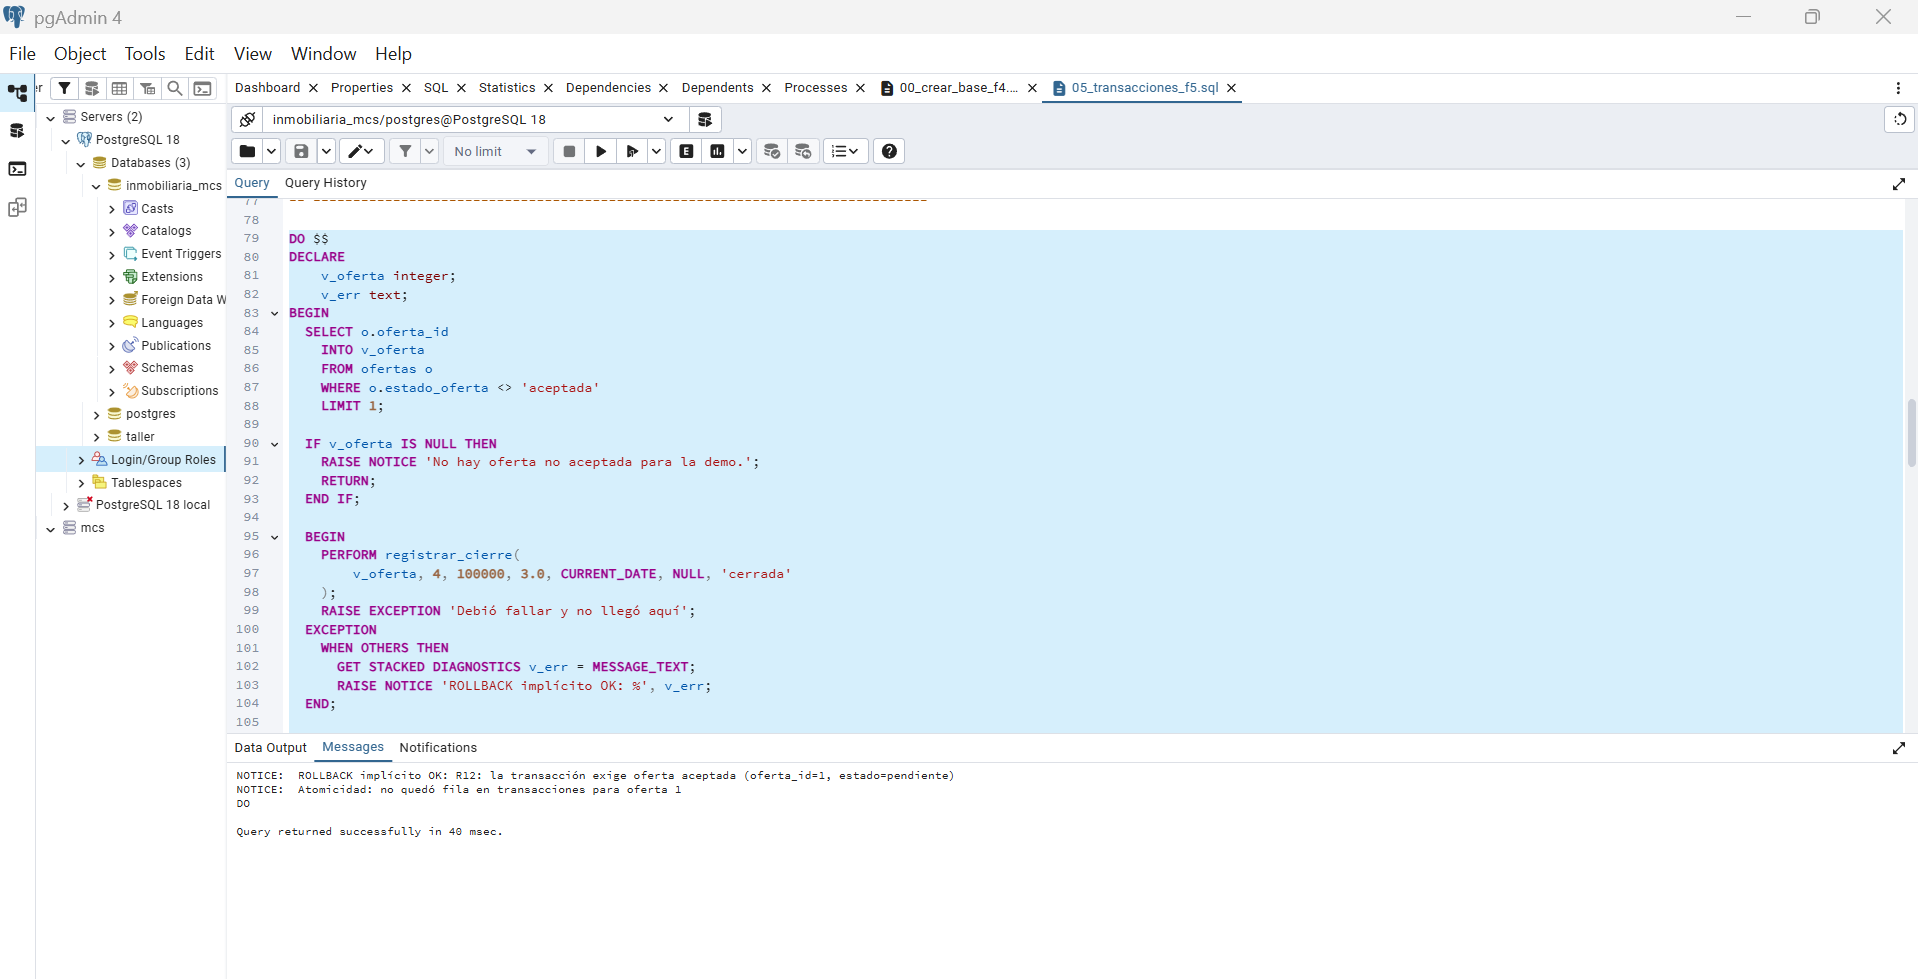 pgAdmin 4
File Object Tools Edit View Window Help
er
Dashboard Properties SQL Statistics Dependencies Dependents Processes 00_crear_base_f4.... 05_transacciones_f5.sql
Servers (2)
PostgreSQL 18
Databases (3)
inmobiliaria_mcs
Casts
Catalogs
Event Triggers
Extensions
Foreign Data W
Languages
Publications
Schemas
Subscriptions
postgres
taller
Login/Group Roles
Tablespaces
PostgreSQL 18 local
mcs
inmobiliaria_mcs/postgres@PostgreSQL 18
No limit
E
Query Query History
77 -- -----------------------------------------------------------------------------
78
79 DO $$
80 DECLARE
81 v_oferta integer;
82 v_err text;
83 BEGIN
84 SELECT o.oferta_id
85 INTO v_oferta
86 FROM ofertas o
87 WHERE o.estado_oferta <> 'aceptada'
88 LIMIT 1;
89
90 IF v_oferta IS NULL THEN
91 RAISE NOTICE 'No hay oferta no aceptada para la demo.';
92 RETURN;
93 END IF;
94
95 BEGIN
96 PERFORM registrar_cierre(
97 v_oferta, 4, 100000, 3.0, CURRENT_DATE, NULL, 'cerrada'
98 );
99 RAISE EXCEPTION 'Debió fallar y no llegó aquí';
100 EXCEPTION
101 WHEN OTHERS THEN
102 GET STACKED DIAGNOSTICS v_err = MESSAGE_TEXT;
103 RAISE NOTICE 'ROLLBACK implícito OK: %', v_err;
104 END;
105
Data Output Messages Notifications
NOTICE: ROLLBACK implícito OK: R12: la transacción exige oferta aceptada (oferta_id=1, estado=pendiente)
NOTICE: Atomicidad: no quedó fila en transacciones para oferta 1
DO
Query returned successfully in 40 msec.